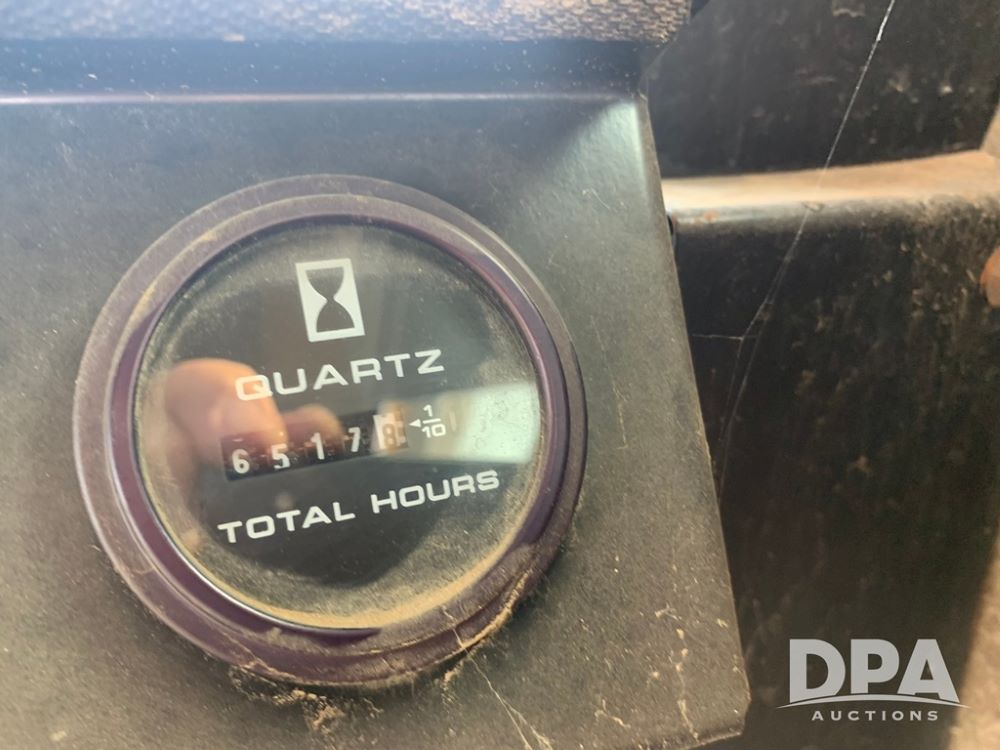 QUARTZ
6 5 1 7 8 ◄ 1/10
TOTAL HOURS
DPA
AUCTIONS